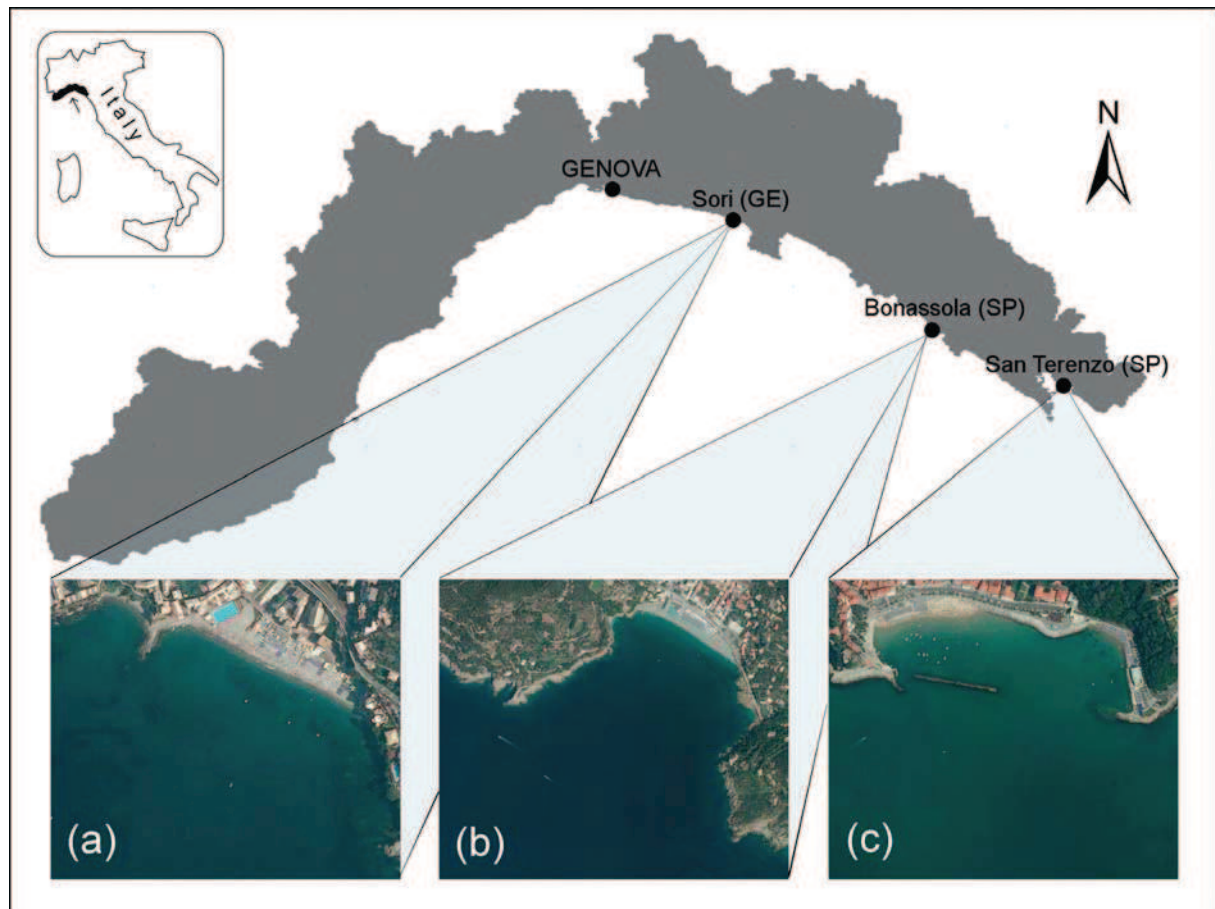 Italy
N
GENOVA
Sori (GE)
Bonassola (SP)
San Terenzo (SP)
(a)
(b)
(c)